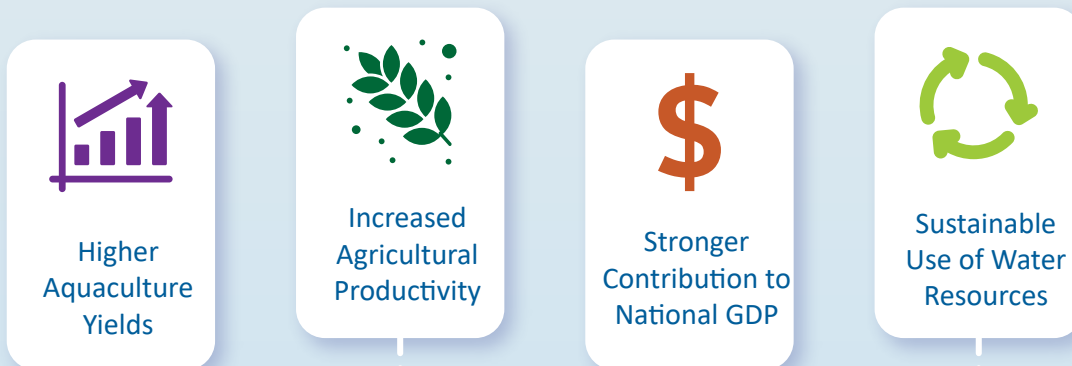 Higher
Aquaculture
Yields
Increased
Agricultural
Productivity
$
Stronger
Contribution to
National GDP
Sustainable
Use of Water
Resources